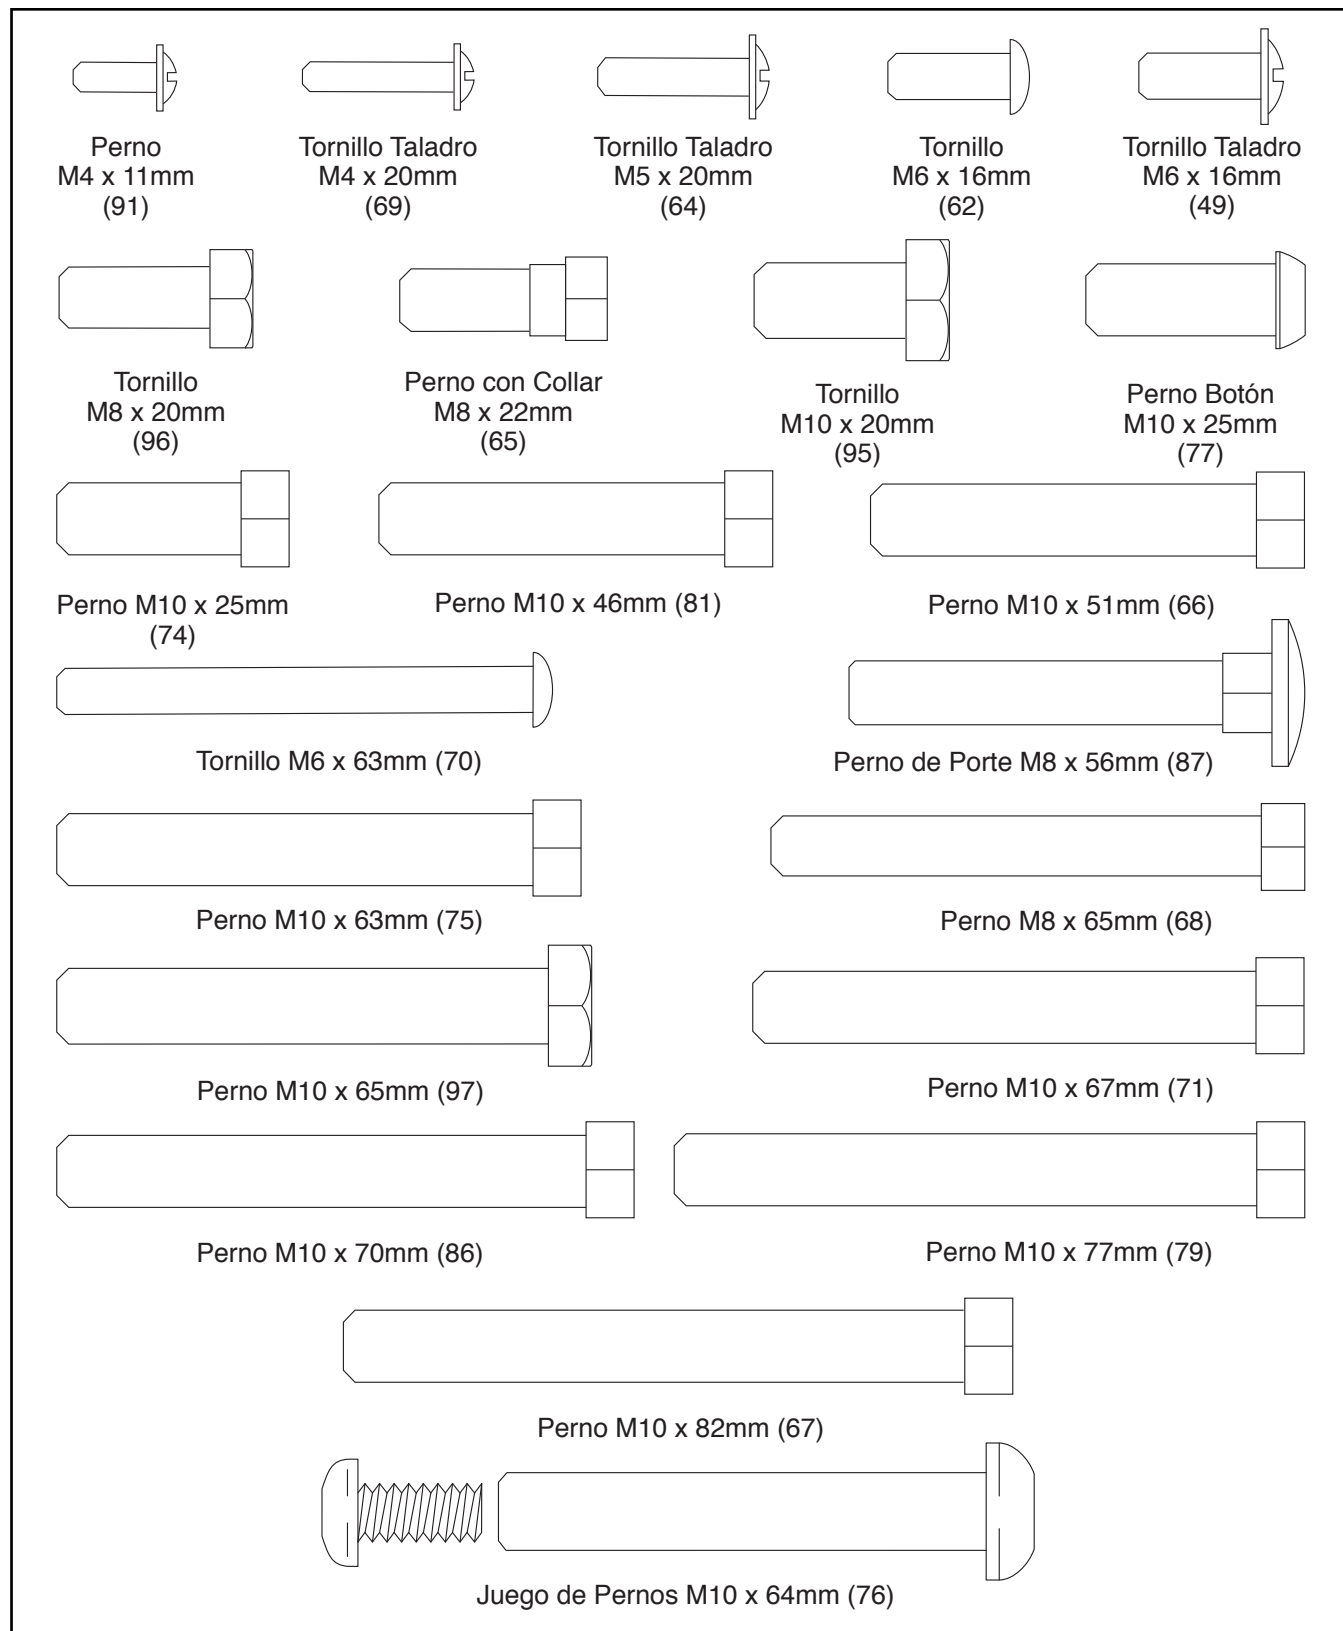 Perno
M4 x 11mm
(91)
Tornillo Taladro
M4 x 20mm
(69)
Tornillo Taladro
M5 x 20mm
(64)
Tornillo
M6 x 16mm
(62)
Tornillo Taladro
M6 x 16mm
(49)
Tornillo
M8 x 20mm
(96)
Perno con Collar
M8 x 22mm
(65)
Tornillo
M10 x 20mm
(95)
Perno Botón
M10 x 25mm
(77)
Perno M10 x 25mm
(74)
Perno M10 x 46mm (81)
Perno M10 x 51mm (66)
Tornillo M6 x 63mm (70)
Perno de Porte M8 x 56mm (87)
Perno M10 x 63mm (75)
Perno M8 x 65mm (68)
Perno M10 x 65mm (97)
Perno M10 x 67mm (71)
Perno M10 x 70mm (86)
Perno M10 x 77mm (79)
Perno M10 x 82mm (67)
Juego de Pernos M10 x 64mm (76)